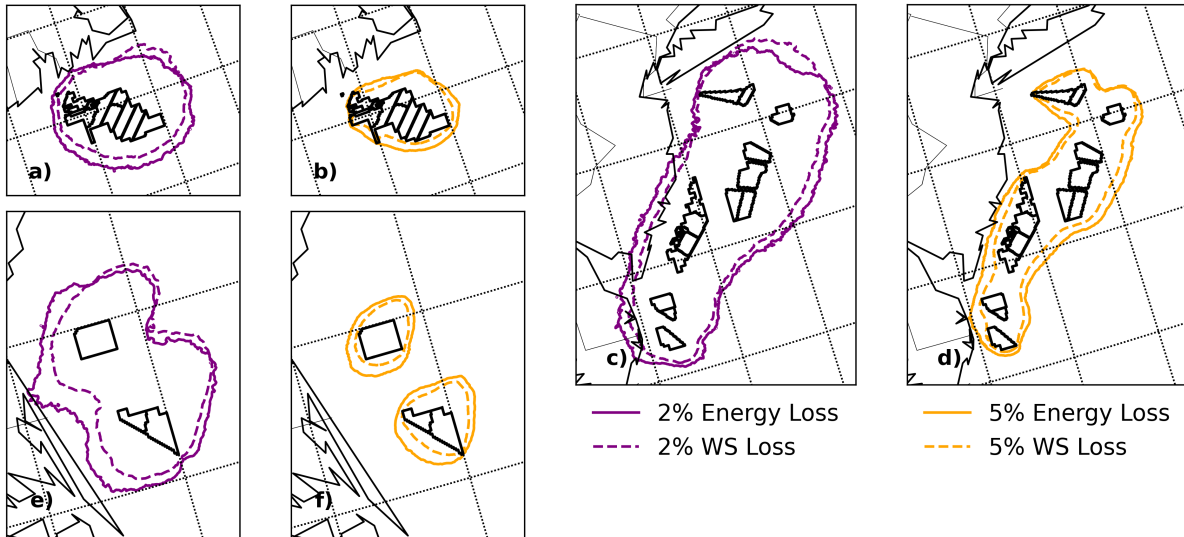 a)
b)
c)
d)
2% Energy Loss
2% WS Loss
5% Energy Loss
5% WS Loss
e)
f)